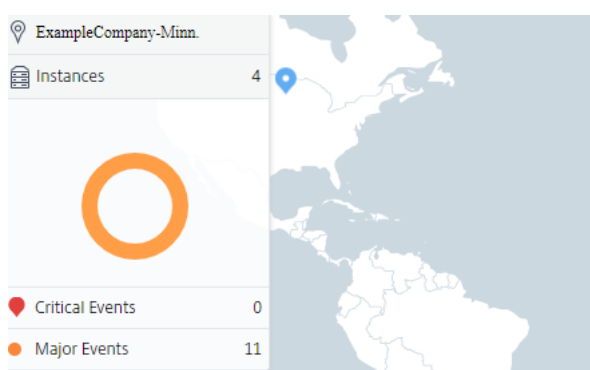 ExampleCompany-Minn.
Instances 4
Critical Events 0
Major Events 11